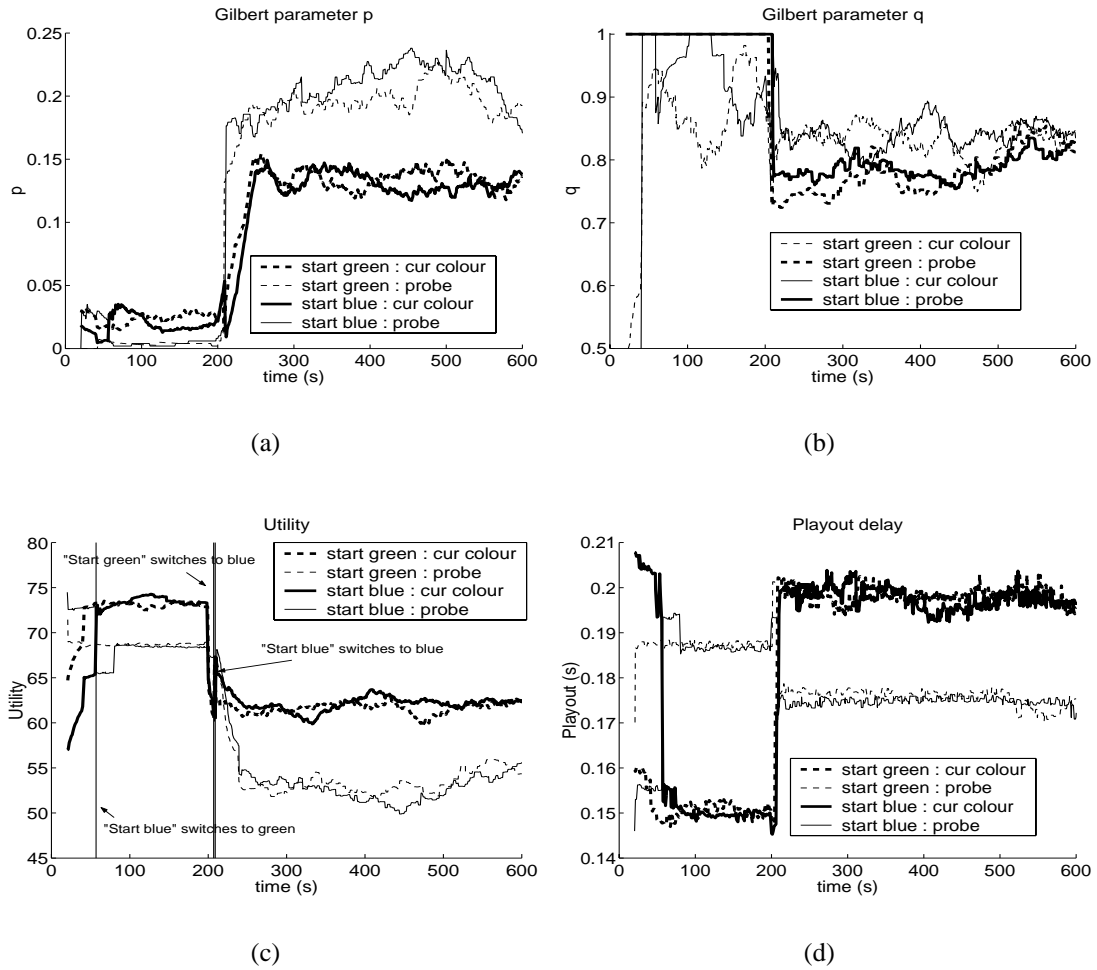 Gilbert parameter p
0.25
0.2
0.15
0.1
0.05
0
p
0 100 200 300 400 500 600
time (s)
start green : cur colour
start green : probe
start blue : cur colour
start blue : probe
(a)
Gilbert parameter q
1
0.9
0.8
0.7
0.6
0.5
q
0 100 200 300 400 500 600
time (s)
start green : cur colour
start green : probe
start blue : cur colour
start blue : probe
(b)
Utility
80
75
70
65
60
55
50
45
Utility
0 100 200 300 400 500 600
time (s)
"Start green" switches to blue
"Start blue" switches to blue
"Start blue" switches to green
start green : cur colour
start green : probe
start blue : cur colour
start blue : probe
(c)
Playout delay
0.21
0.2
0.19
0.18
0.17
0.16
0.15
0.14
Playout (s)
0 100 200 300 400 500 600
time (s)
start green : cur colour
start green : probe
start blue : cur colour
start blue : probe
(d)